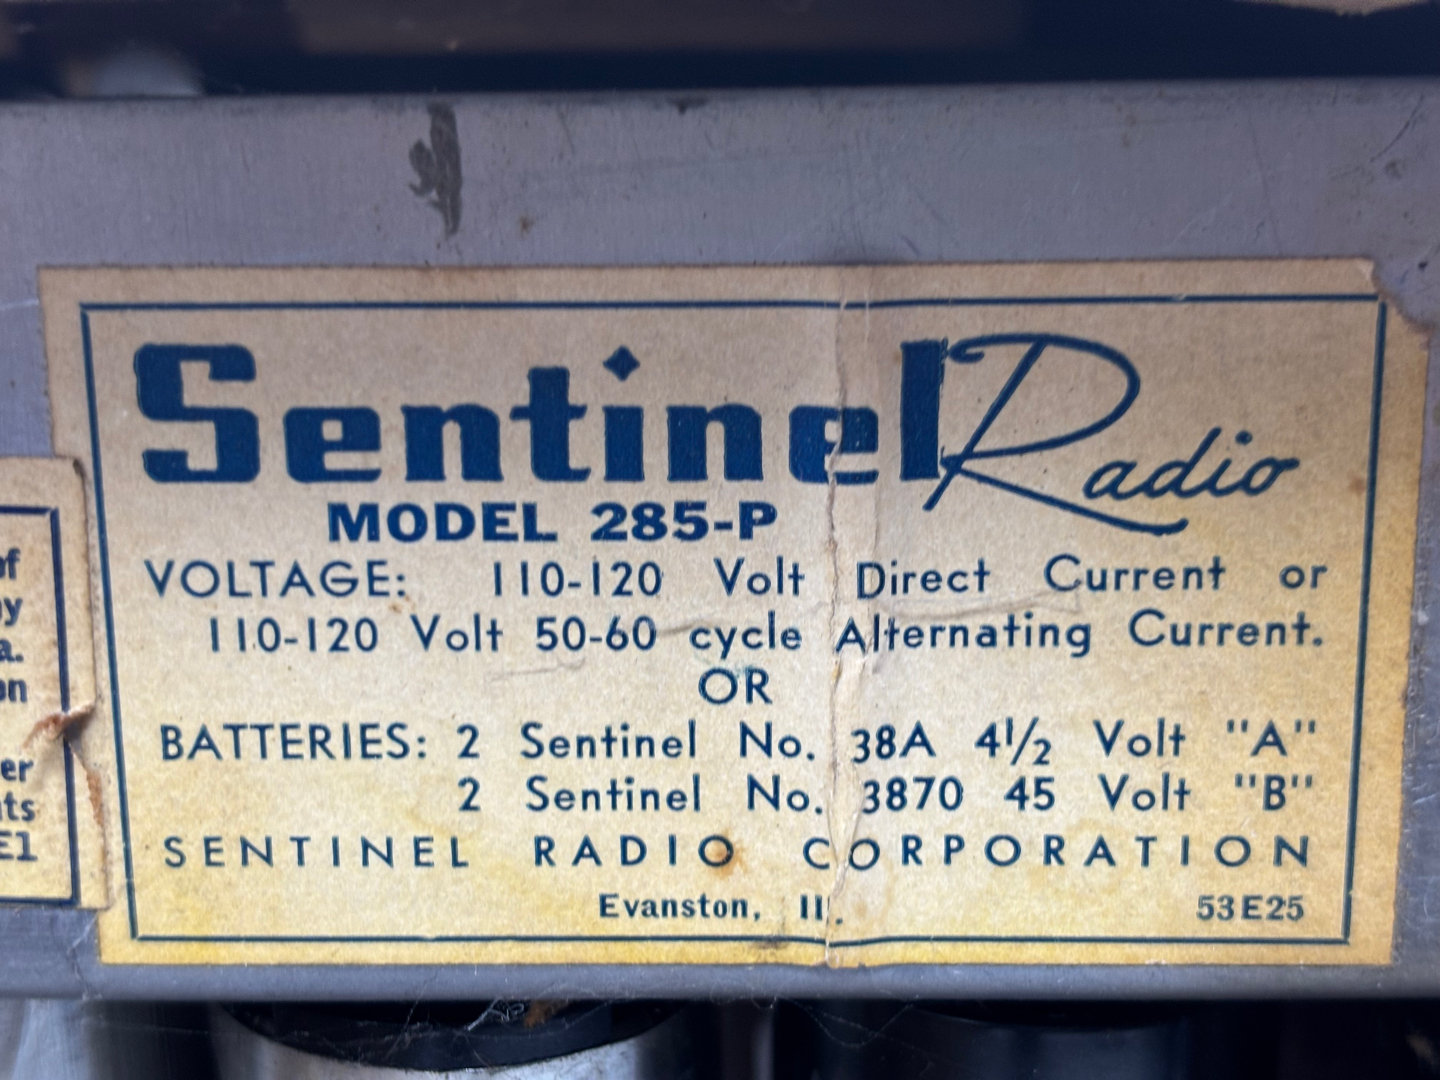 Sentinel Radio
MODEL 285-P
VOLTAGE: 110-120 Volt Direct Current or
110-120 Volt 50-60 cycle Alternating Current.
OR
BATTERIES: 2 Sentinel No. 38A 4½ Volt "A"
2 Sentinel No. 3870 45 Volt "B"
SENTINEL RADIO CORPORATION
Evanston, Ill. 53E25